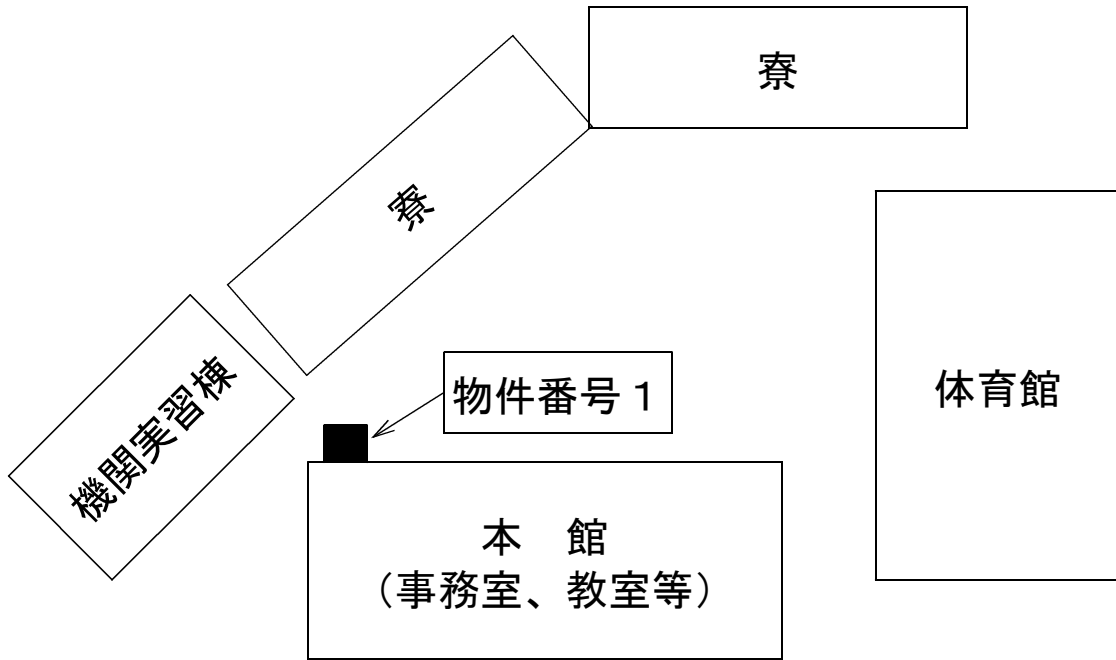 寮
寮
機関実習棟
物件番号１
体育館
本　館
（事務室、教室等）